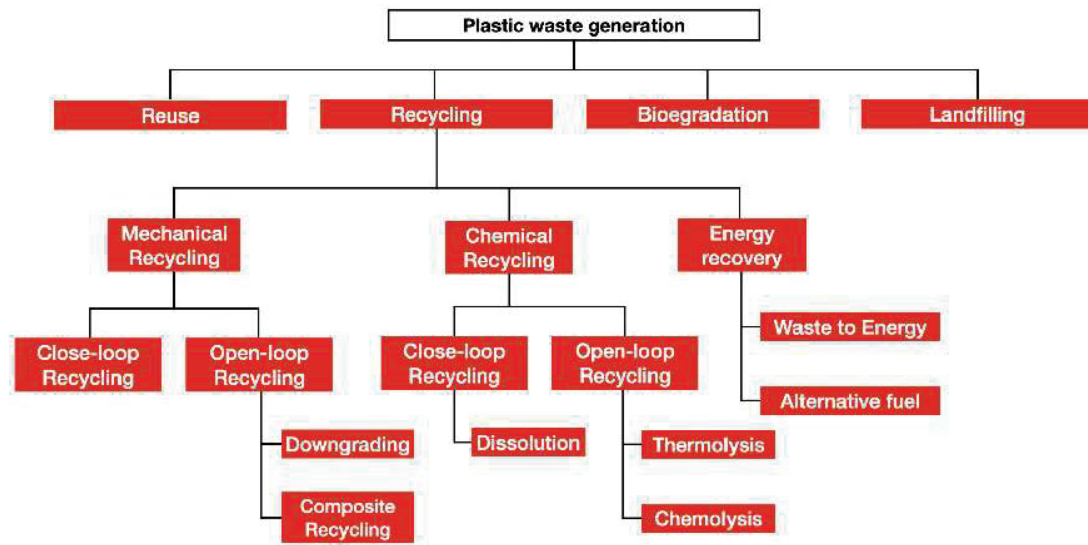 Plastic waste generation
Reuse
Recycling
Bioegradation
Landfilling
Mechanical
Recycling
Chemical
Recycling
Energy
recovery
Close-loop
Recycling
Open-loop
Recycling
Close-loop
Recycling
Open-loop
Recycling
Waste to Energy
Alternative fuel
Downgrading
Composite
Recycling
Dissolution
Thermolysis
Chemolysis